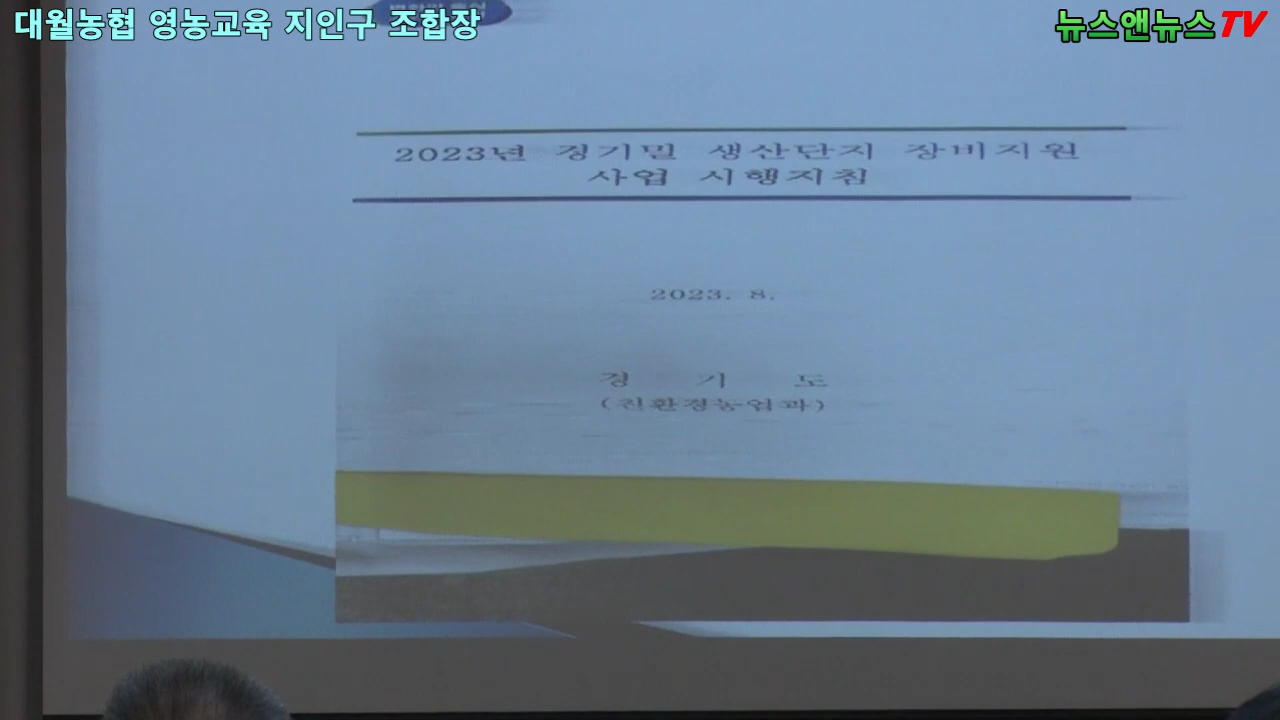 대월농협 영농교육 지인구 조합장
뉴스앤뉴스TV
2023년 경기밀 생산단지 장비지원
사업 시행지침
2023. 8.
경 기 도
(친환경농업과)